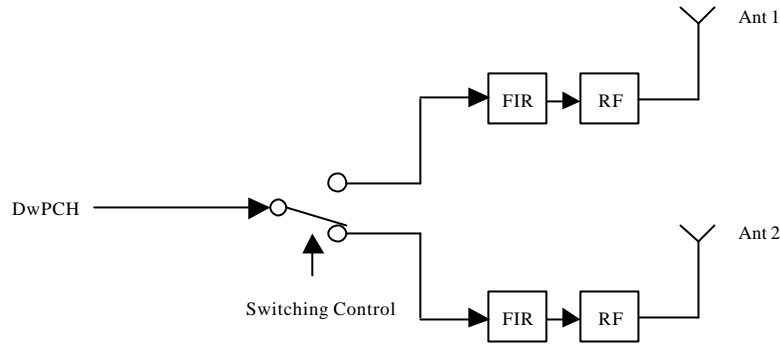 Ant 1
FIR
RF
DwPCH
Ant 2
Switching Control
FIR
RF